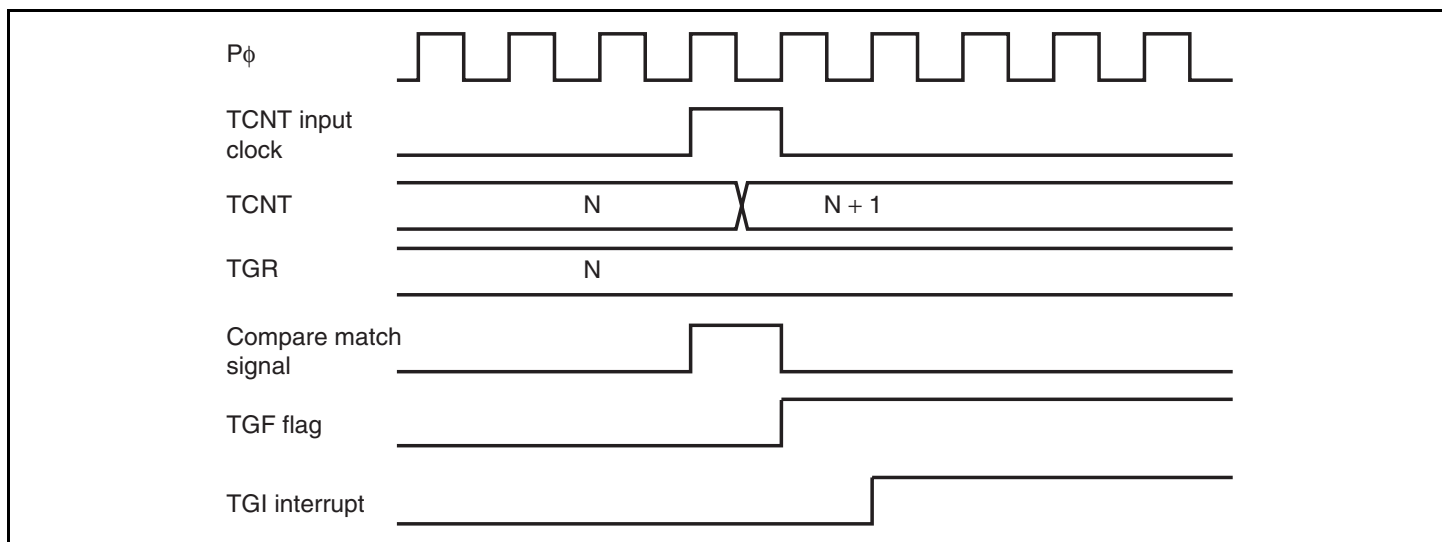 Pϕ
TCNT input
clock
TCNT
N
N + 1
TGR
N
Compare match
signal
TGF flag
TGI interrupt